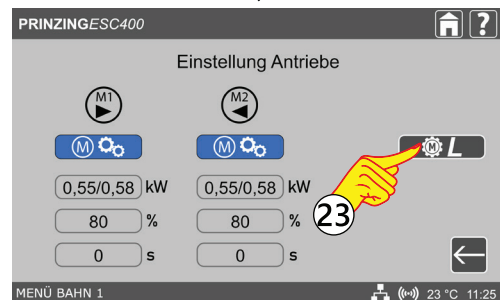 PRINZINGESC400 ?
Einstellung Antriebe
M1 M2
M M M L
0,55/0,58 kW 0,55/0,58 kW
80 % 80 % 23
0 s 0 s
MENÜ BAHN 1 23 °C 11:25